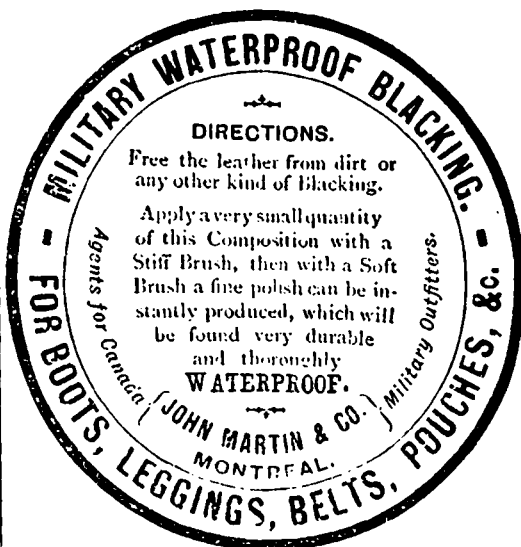 MILITARY WATERPROOF BLACKING.
- FOR BOOTS, LEGGINGS, BELTS, POUCHES, &c. -
DIRECTIONS.
Free the leather from dirt or
any other kind of Blacking.
Apply a very small quantity
of this Composition with a
Stiff Brush, then with a Soft
Brush a fine polish can be in-
stantly produced, which will
be found very durable
and thoroughly
WATERPROOF.
Agents for Canada
{JOHN MARTIN & CO.}
Military Outfitters.
MONTREAL.